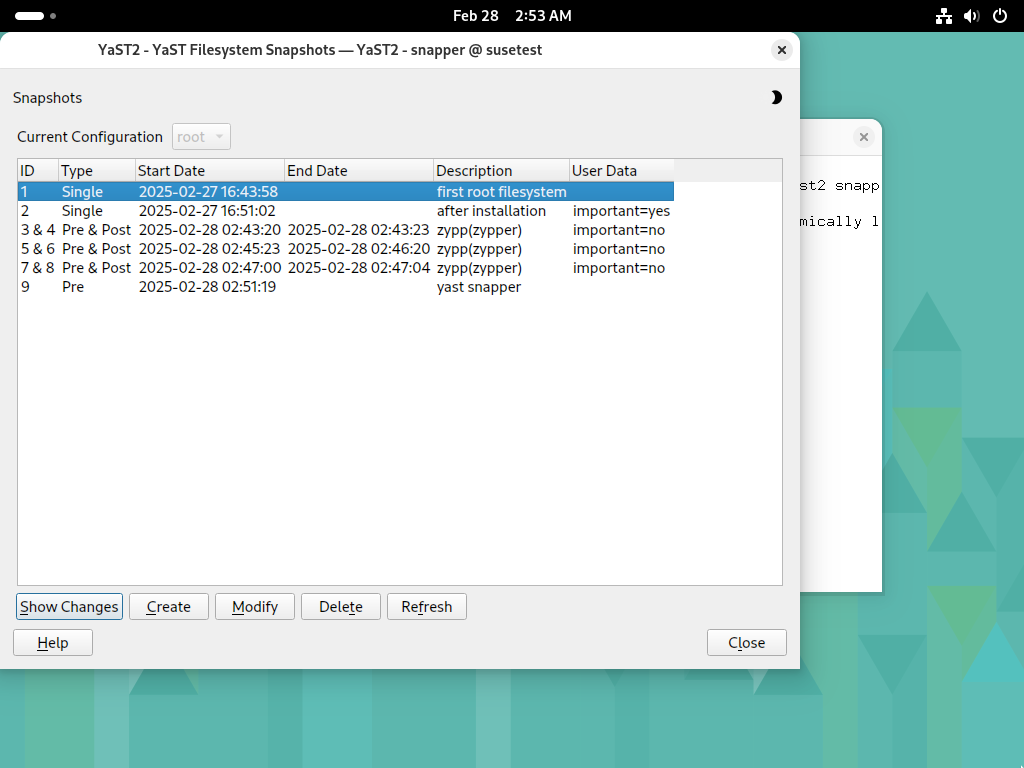 Feb 28 2:53 AM
YaST2 - YaST Filesystem Snapshots — YaST2 - snapper @ susetest
Snapshots
Current Configuration root
ID Type Start Date End Date Description User Data
1 Single 2025-02-27 16:43:58 first root filesystem
2 Single 2025-02-27 16:51:02 after installation important=yes
3 & 4 Pre & Post 2025-02-28 02:43:20 2025-02-28 02:43:23 zypp(zypper) important=no
5 & 6 Pre & Post 2025-02-28 02:45:23 2025-02-28 02:46:20 zypp(zypper) important=no
7 & 8 Pre & Post 2025-02-28 02:47:00 2025-02-28 02:47:04 zypp(zypper) important=no
9 Pre 2025-02-28 02:51:19 yast snapper
st2 snapp
mically l
Show Changes Create Modify Delete Refresh
Help Close